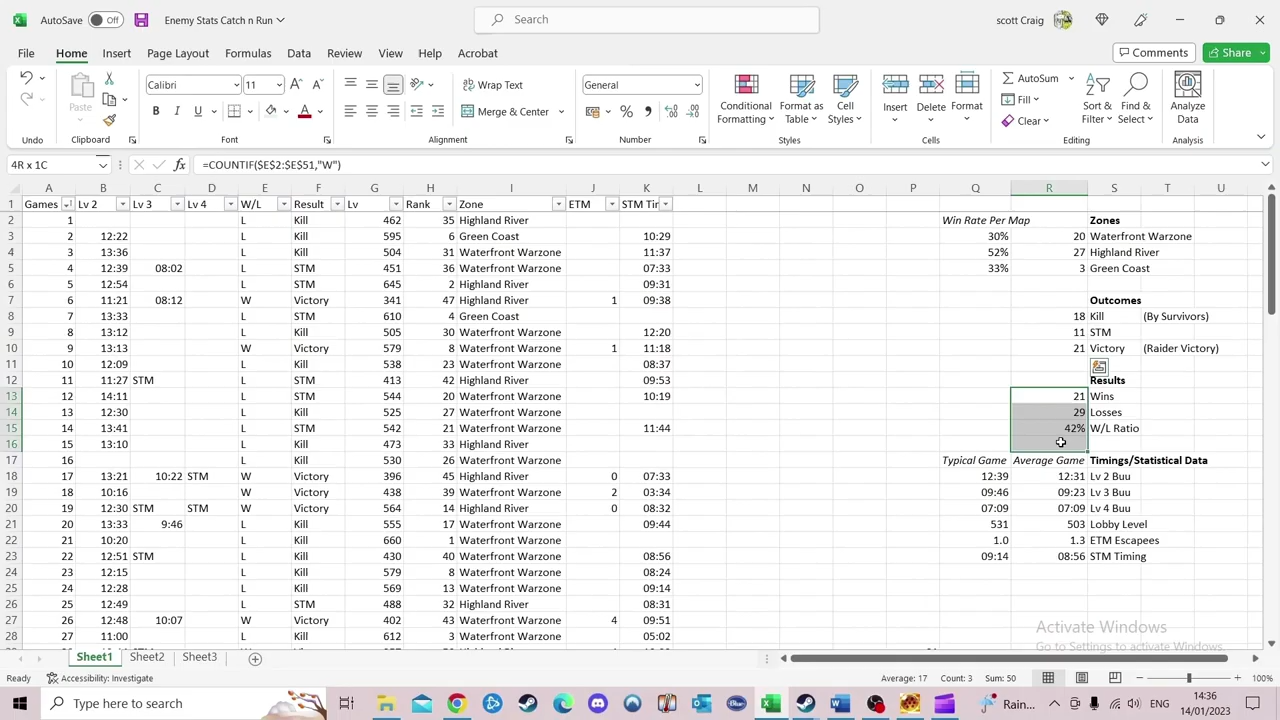 AutoSave Off Enemy Stats Catch n Run Search scott Craig
File Home Insert Page Layout Formulas Data Review View Help Acrobat Comments Share
Calibri 11 Wrap Text General AutoSum
Paste B I U A Merge & Center % Conditional Formatting Format as Table Cell Styles Insert Delete Format Fill Clear Sort & Filter Find & Select Analyze Data
Undo Clipboard Font Alignment Number Styles Cells Editing Analysis
4R x 1C fx =COUNTIF($E$2:$E$51,"W")
A B C D E F G H I J K L M N O P Q R S T U
1 Games Lv 2 Lv 3 Lv 4 W/L Result Lv Rank Zone ETM STM Tir
2 1 L Kill 462 35 Highland River Win Rate Per Map Zones
3 2 12:22 L Kill 595 6 Green Coast 10:29 30% 20 Waterfront Warzone
4 3 13:36 L Kill 504 31 Waterfront Warzone 11:37 52% 27 Highland River
5 4 12:39 08:02 L STM 451 36 Waterfront Warzone 07:33 33% 3 Green Coast
6 5 12:54 L STM 645 2 Highland River 09:31
7 6 11:21 08:12 W Victory 341 47 Highland River 1 09:38 Outcomes
8 7 13:33 L STM 610 4 Green Coast 18 Kill (By Survivors)
9 8 13:12 L Kill 505 30 Waterfront Warzone 12:20 11 STM
10 9 13:13 W Victory 579 8 Waterfront Warzone 1 11:18 21 Victory (Raider Victory)
11 10 12:09 L Kill 538 23 Waterfront Warzone 08:37
12 11 11:27 STM L STM 413 42 Highland River 09:53 Results
13 12 14:11 L STM 544 20 Waterfront Warzone 10:19 21 Wins
14 13 12:30 L Kill 525 27 Waterfront Warzone 29 Losses
15 14 13:41 L STM 542 21 Waterfront Warzone 11:44 42% W/L Ratio
16 15 13:10 L Kill 473 33 Highland River
17 16 L Kill 530 26 Waterfront Warzone Typical Game Average Game Timings/Statistical Data
18 17 13:21 10:22 STM W Victory 396 45 Highland River 0 07:33 12:39 12:31 Lv 2 Buu
19 18 10:16 W Victory 438 39 Waterfront Warzone 2 03:34 09:46 09:23 Lv 3 Buu
20 19 12:30 STM STM W Victory 564 14 Highland River 0 08:32 07:09 07:09 Lv 4 Buu
21 20 13:33 9:46 L Kill 555 17 Waterfront Warzone 09:44 531 503 Lobby Level
22 21 10:20 L Kill 660 1 Waterfront Warzone 1.0 1.3 ETM Escapees
23 22 12:51 STM L Kill 430 40 Waterfront Warzone 08:56 09:14 08:56 STM Timing
24 23 12:15 L Kill 579 8 Waterfront Warzone 08:24
25 24 12:28 L Kill 569 13 Waterfront Warzone 09:14
26 25 12:49 L STM 488 32 Highland River 08:31
27 26 12:48 10:07 W Victory 402 43 Waterfront Warzone 4 09:51
28 27 11:00 L Kill 612 3 Waterfront Warzone 05:02
Activate Windows
Go to Settings to activate Windows.
Sheet1 Sheet2 Sheet3
Ready Accessibility: Investigate Average: 17 Count: 3 Sum: 50 100%
Type here to search Rain... ENG 14:36
14/01/2023